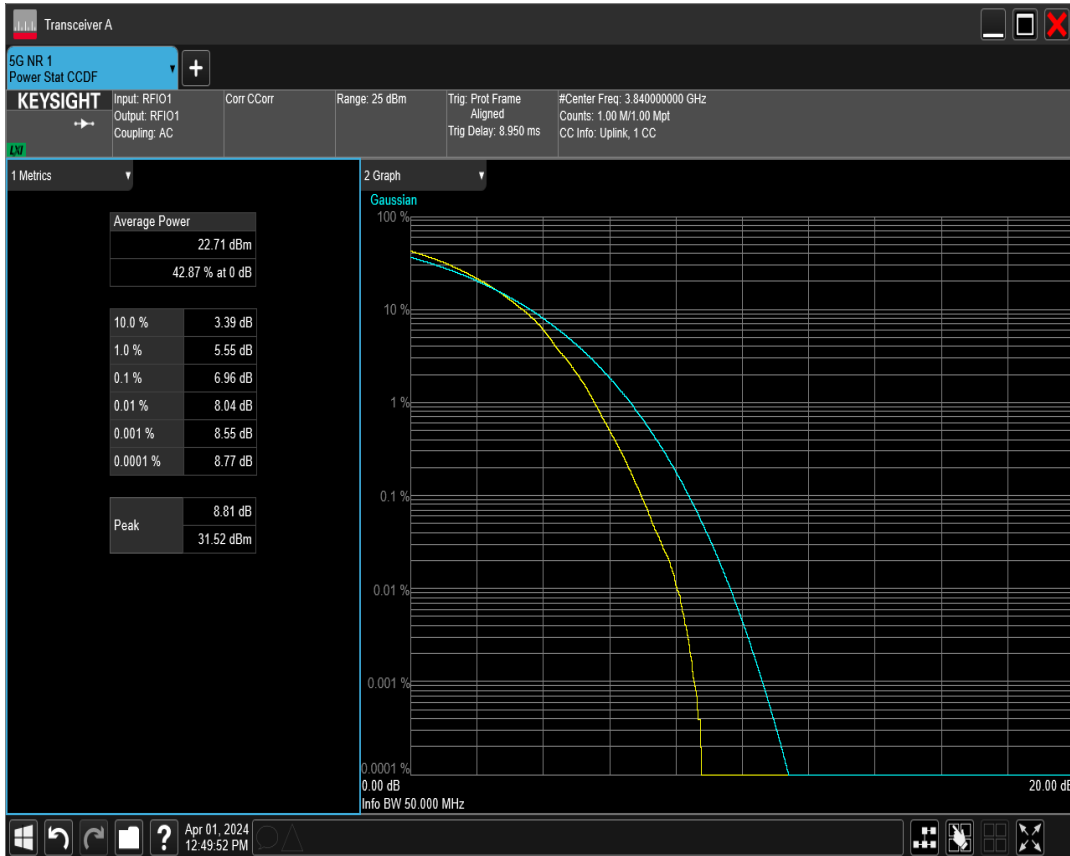 Transceiver A
5G NR 1
Power Stat CCDF
KEYSIGHT
LXI
Input: RFIO1
Output: RFIO1
Coupling: AC
Corr CCorr
Range: 25 dBm
Trig: Prot Frame
Aligned
Trig Delay: 8.950 ms
#Center Freq: 3.840000000 GHz
Counts: 1.00 M/1.00 Mpt
CC Info: Uplink, 1 CC
1 Metrics
Average Power
22.71 dBm
42.87 % at 0 dB
10.0 % 3.39 dB
1.0 % 5.55 dB
0.1 % 6.96 dB
0.01 % 8.04 dB
0.001 % 8.55 dB
0.0001 % 8.77 dB
Peak
8.81 dB
31.52 dBm
2 Graph
Gaussian
100 %
10 %
1 %
0.1 %
0.01 %
0.001 %
0.0001 %
0.00 dB
20.00 dB
Info BW 50.000 MHz
?
Apr 01, 2024
12:49:52 PM